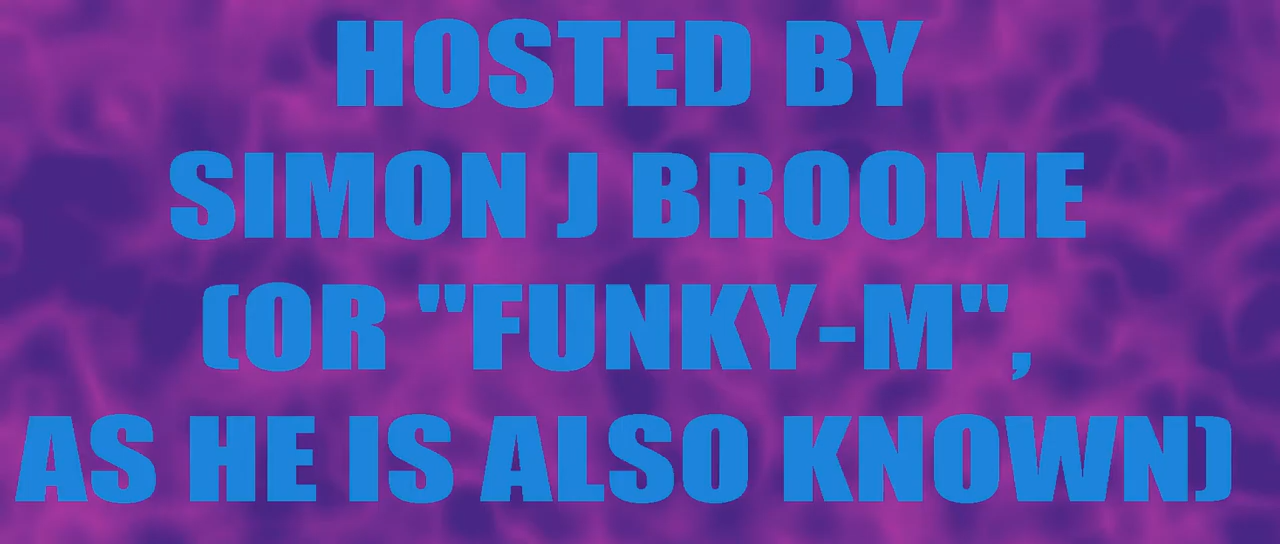 HOSTED BY
SIMON J BROOME
(OR "FUNKY-M",
AS HE IS ALSO KNOWN)